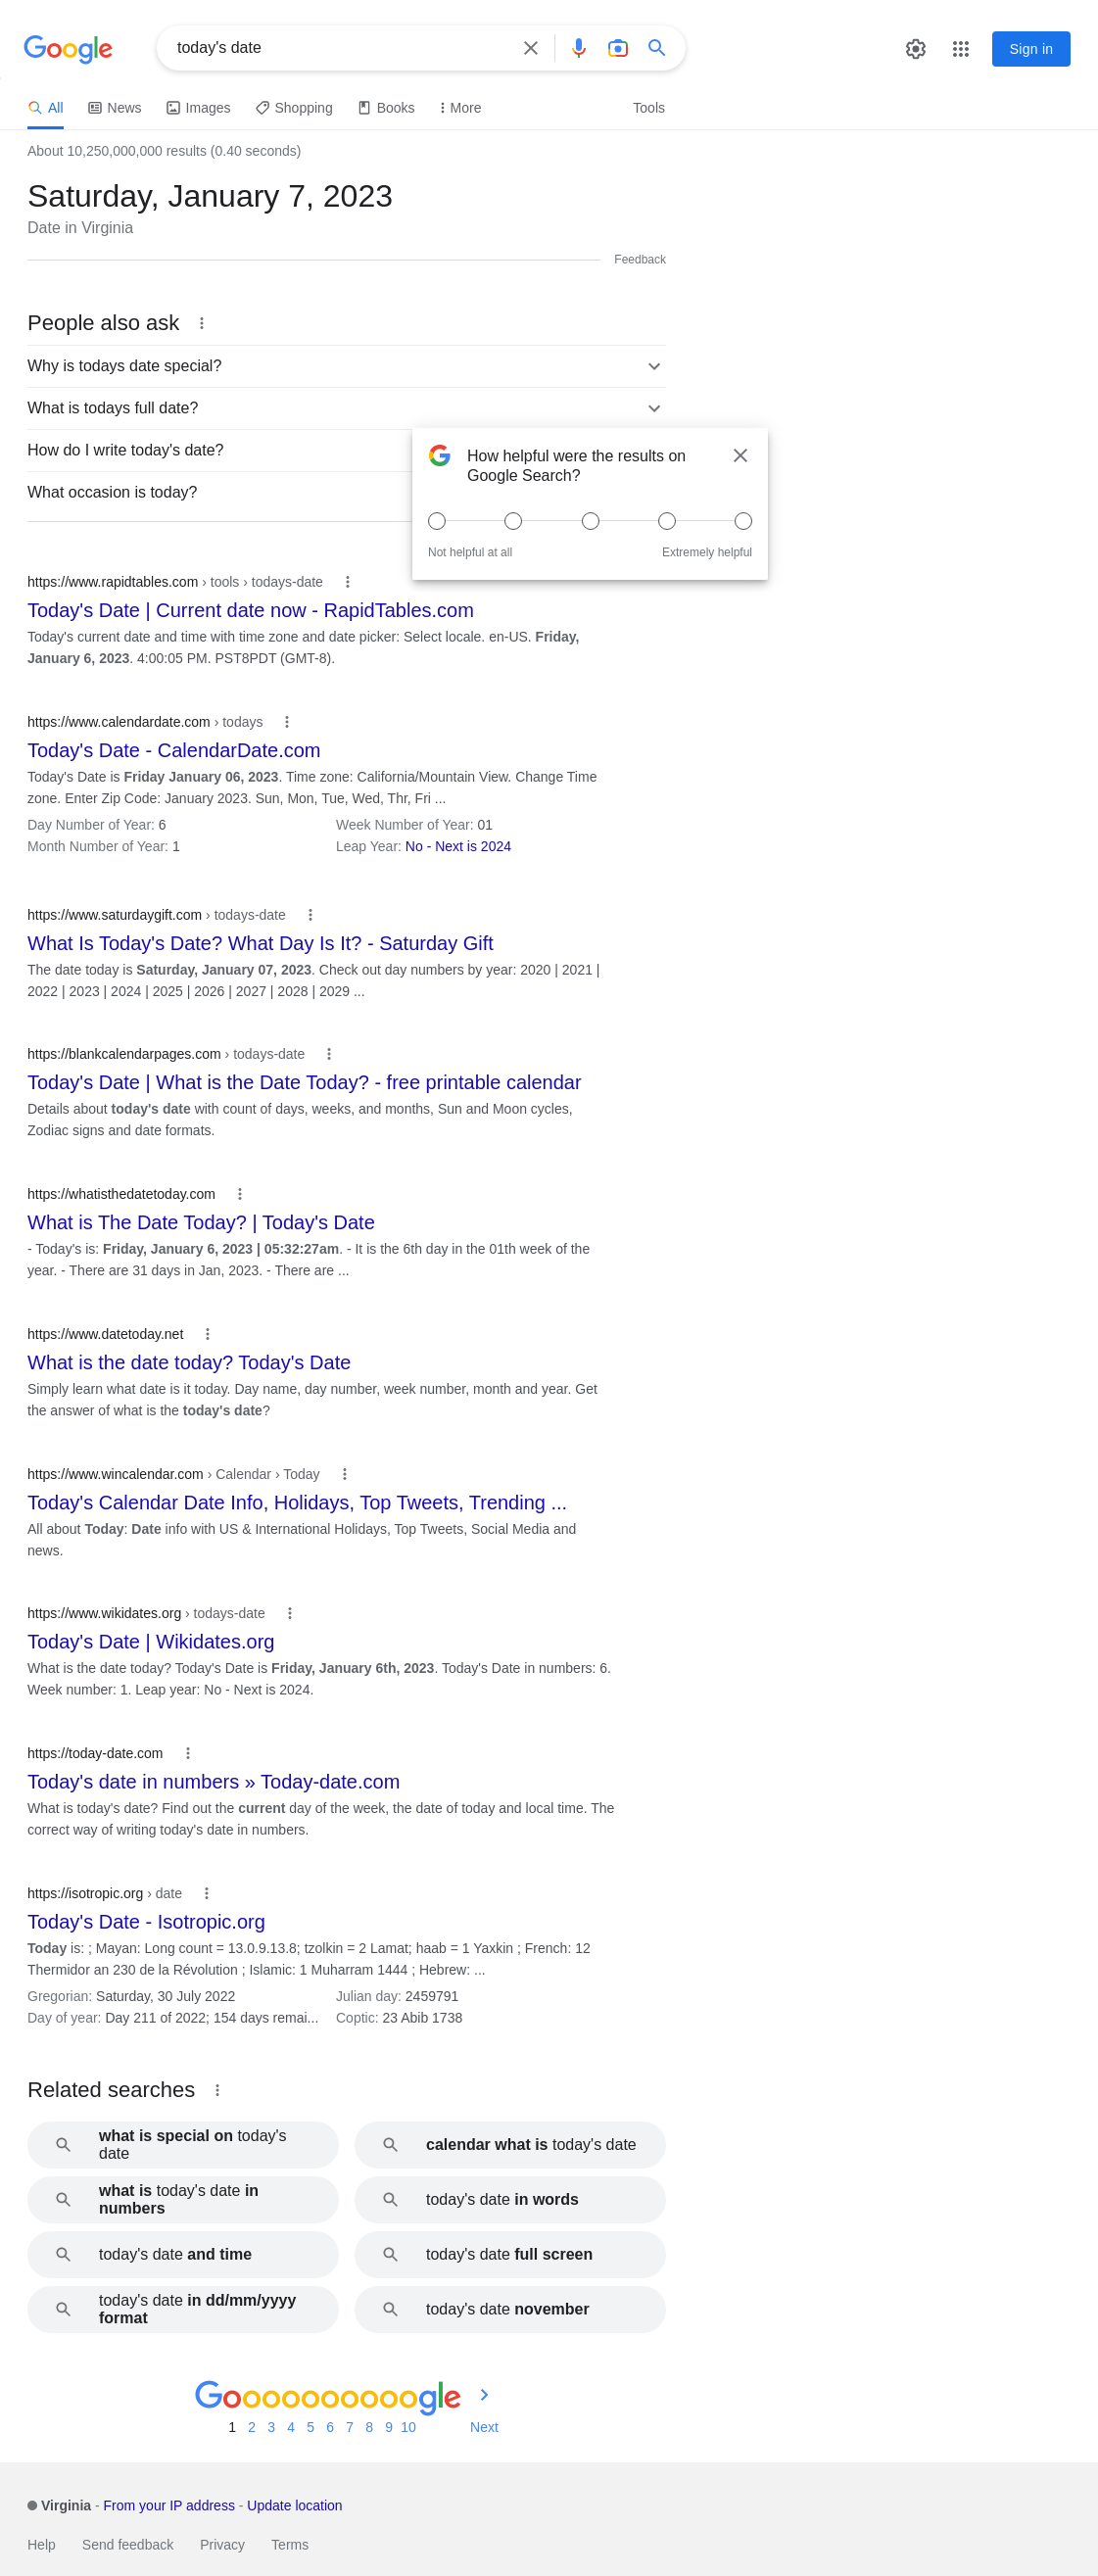 Google
today's date
Sign in
All
News
Images
Shopping
Books
More
Tools
About 10,250,000,000 results (0.40 seconds)
Saturday, January 7, 2023
Date in Virginia
Feedback
People also ask
Why is todays date special?
What is todays full date?
How do I write today's date?
What occasion is today?
How helpful were the results on
Google Search?
Not helpful at all
Extremely helpful
https://www.rapidtables.com › tools › todays-date
Today's Date | Current date now - RapidTables.com
Today's current date and time with time zone and date picker: Select locale. en-US. Friday,
January 6, 2023. 4:00:05 PM. PST8PDT (GMT-8).
https://www.calendardate.com › todays
Today's Date - CalendarDate.com
Today's Date is Friday January 06, 2023. Time zone: California/Mountain View. Change Time
zone. Enter Zip Code: January 2023. Sun, Mon, Tue, Wed, Thr, Fri ...
Day Number of Year: 6
Week Number of Year: 01
Month Number of Year: 1
Leap Year: No - Next is 2024
https://www.saturdaygift.com › todays-date
What Is Today's Date? What Day Is It? - Saturday Gift
The date today is Saturday, January 07, 2023. Check out day numbers by year: 2020 | 2021 |
2022 | 2023 | 2024 | 2025 | 2026 | 2027 | 2028 | 2029 ...
https://blankcalendarpages.com › todays-date
Today's Date | What is the Date Today? - free printable calendar
Details about today's date with count of days, weeks, and months, Sun and Moon cycles,
Zodiac signs and date formats.
https://whatisthedatetoday.com
What is The Date Today? | Today's Date
- Today's is: Friday, January 6, 2023 | 05:32:27am. - It is the 6th day in the 01th week of the
year. - There are 31 days in Jan, 2023. - There are ...
https://www.datetoday.net
What is the date today? Today's Date
Simply learn what date is it today. Day name, day number, week number, month and year. Get
the answer of what is the today's date?
https://www.wincalendar.com › Calendar › Today
Today's Calendar Date Info, Holidays, Top Tweets, Trending ...
All about Today: Date info with US & International Holidays, Top Tweets, Social Media and
news.
https://www.wikidates.org › todays-date
Today's Date | Wikidates.org
What is the date today? Today's Date is Friday, January 6th, 2023. Today's Date in numbers: 6.
Week number: 1. Leap year: No - Next is 2024.
https://today-date.com
Today's date in numbers » Today-date.com
What is today's date? Find out the current day of the week, the date of today and local time. The
correct way of writing today's date in numbers.
https://isotropic.org › date
Today's Date - Isotropic.org
Today is: ; Mayan: Long count = 13.0.9.13.8; tzolkin = 2 Lamat; haab = 1 Yaxkin ; French: 12
Thermidor an 230 de la Révolution ; Islamic: 1 Muharram 1444 ; Hebrew: ...
Gregorian: Saturday, 30 July 2022
Julian day: 2459791
Day of year: Day 211 of 2022; 154 days remai...
Coptic: 23 Abib 1738
Related searches
what is special on today's
date
calendar what is today's date
what is today's date in
numbers
today's date in words
today's date and time
today's date full screen
today's date in dd/mm/yyyy
format
today's date november
Goooooooooogle
1 2 3 4 5 6 7 8 9 10 Next
Virginia - From your IP address - Update location
Help Send feedback Privacy Terms